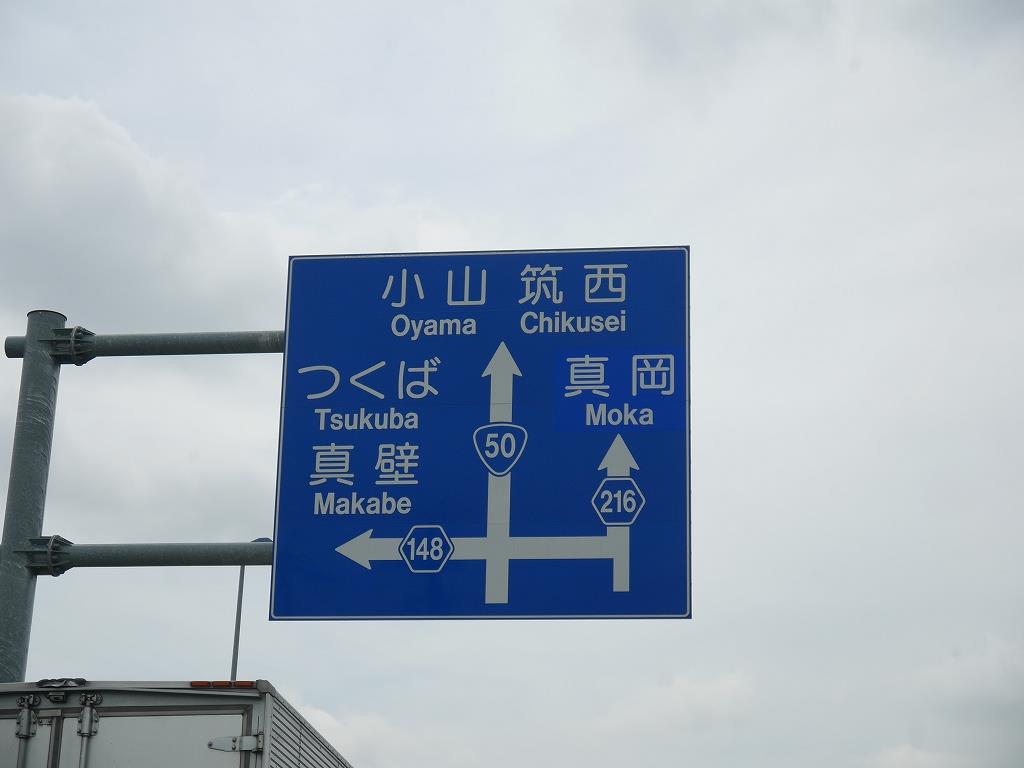 小山 筑西
Oyama Chikusei
つくば
Tsukuba
真壁
Makabe
真岡
Moka
50
216
148